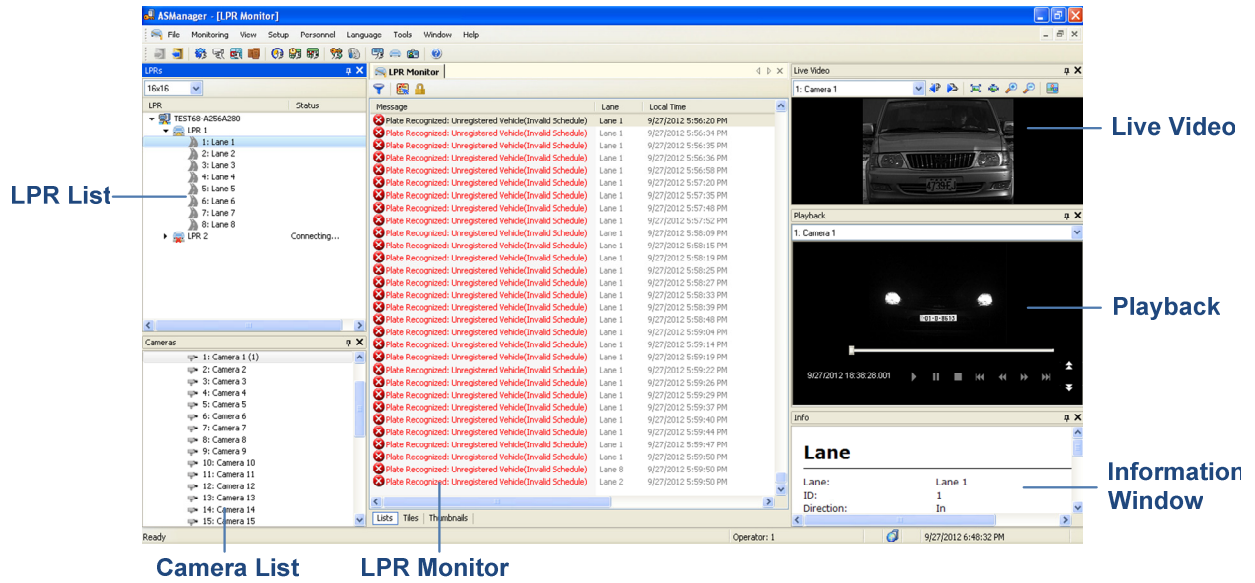 ASManager - [LPR Monitor]
File Monitoring View Setup Personnel Language Tools Window Help
LPRs
16x16
LPR Status
TEST68-A256A280
LPR 1
1: Lane 1
2: Lane 2
3: Lane 3
4: Lane 4
5: Lane 5
6: Lane 6
7: Lane 7
8: Lane 8
LPR 2 Connecting...
LPR List
Cameras
1: Camera 1 (1)
2: Camera 2
3: Camera 3
4: Camera 4
5: Camera 5
6: Camera 6
7: Camera 7
8: Camera 8
9: Camera 9
10: Camera 10
11: Camera 11
12: Camera 12
13: Camera 13
14: Camera 14
15: Camera 15
Camera List
LPR Monitor
Message Lane Local Time
Plate Recognized: Unregistered Vehicle(Invalid Schedule) Lane 1 9/27/2012 5:56:20 PM
Plate Recognized: Unregistered Vehicle(Invalid Schedule) Lane 1 9/27/2012 5:56:34 PM
Plate Recognized: Unregistered Vehicle(Invalid Schedule) Lane 1 9/27/2012 5:56:35 PM
Plate Recognized: Unregistered Vehicle(Invalid Schedule) Lane 1 9/27/2012 5:56:36 PM
Plate Recognized: Unregistered Vehicle(Invalid Schedule) Lane 1 9/27/2012 5:56:58 PM
Plate Recognized: Unregistered Vehicle(Invalid Schedule) Lane 1 9/27/2012 5:57:20 PM
Plate Recognized: Unregistered Vehicle(Invalid Schedule) Lane 1 9/27/2012 5:57:35 PM
Plate Recognized: Unregistered Vehicle(Invalid Schedule) Lane 1 9/27/2012 5:57:48 PM
Plate Recognized: Unregistered Vehicle(Invalid Schedule) Lane 1 9/27/2012 5:57:52 PM
Plate Recognized: Unregistered Vehicle(Invalid Schedule) Lane 1 9/27/2012 5:58:09 PM
Plate Recognized: Unregistered Vehicle(Invalid Schedule) Lane 1 9/27/2012 5:58:15 PM
Plate Recognized: Unregistered Vehicle(Invalid Schedule) Lane 1 9/27/2012 5:58:19 PM
Plate Recognized: Unregistered Vehicle(Invalid Schedule) Lane 1 9/27/2012 5:58:25 PM
Plate Recognized: Unregistered Vehicle(Invalid Schedule) Lane 1 9/27/2012 5:58:27 PM
Plate Recognized: Unregistered Vehicle(Invalid Schedule) Lane 1 9/27/2012 5:58:33 PM
Plate Recognized: Unregistered Vehicle(Invalid Schedule) Lane 1 9/27/2012 5:58:39 PM
Plate Recognized: Unregistered Vehicle(Invalid Schedule) Lane 1 9/27/2012 5:58:48 PM
Plate Recognized: Unregistered Vehicle(Invalid Schedule) Lane 1 9/27/2012 5:59:04 PM
Plate Recognized: Unregistered Vehicle(Invalid Schedule) Lane 1 9/27/2012 5:59:14 PM
Plate Recognized: Unregistered Vehicle(Invalid Schedule) Lane 1 9/27/2012 5:59:19 PM
Plate Recognized: Unregistered Vehicle(Invalid Schedule) Lane 1 9/27/2012 5:59:22 PM
Plate Recognized: Unregistered Vehicle(Invalid Schedule) Lane 1 9/27/2012 5:59:26 PM
Plate Recognized: Unregistered Vehicle(Invalid Schedule) Lane 1 9/27/2012 5:59:29 PM
Plate Recognized: Unregistered Vehicle(Invalid Schedule) Lane 1 9/27/2012 5:59:37 PM
Plate Recognized: Unregistered Vehicle(Invalid Schedule) Lane 1 9/27/2012 5:59:40 PM
Plate Recognized: Unregistered Vehicle(Invalid Schedule) Lane 1 9/27/2012 5:59:44 PM
Plate Recognized: Unregistered Vehicle(Invalid Schedule) Lane 1 9/27/2012 5:59:47 PM
Plate Recognized: Unregistered Vehicle(Invalid Schedule) Lane 1 9/27/2012 5:59:50 PM
Plate Recognized: Unregistered Vehicle(Invalid Schedule) Lane 8 9/27/2012 5:59:50 PM
Plate Recognized: Unregistered Vehicle(Invalid Schedule) Lane 2 9/27/2012 5:59:50 PM
Lists Tiles Thumbnails
LPR Monitor
Live Video
1: Camera 1
Live Video
Playback
1. Camera 1
9/27/2012 18:38:28.001
Playback
Info
Lane
Lane: Lane 1
ID: 1
Direction: In
Information
Window
Ready Operator: 1 9/27/2012 6:48:32 PM